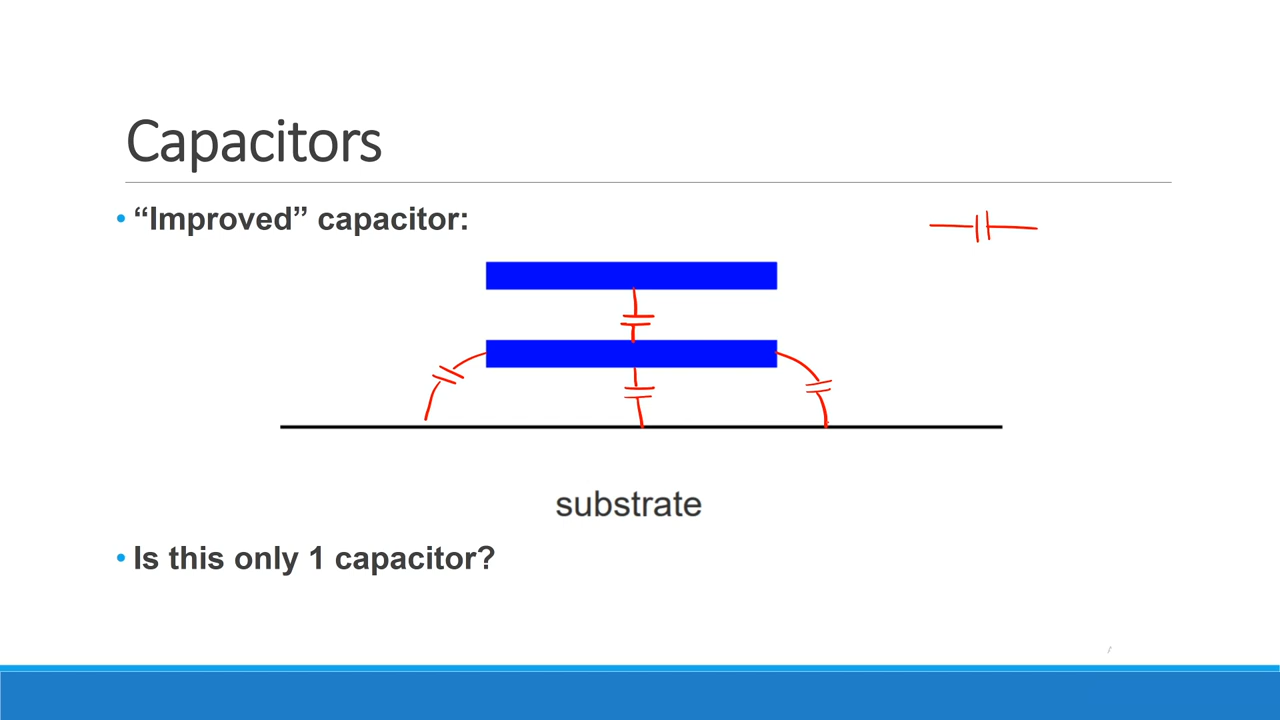 Capacitors
• “Improved” capacitor:
substrate
• Is this only 1 capacitor?